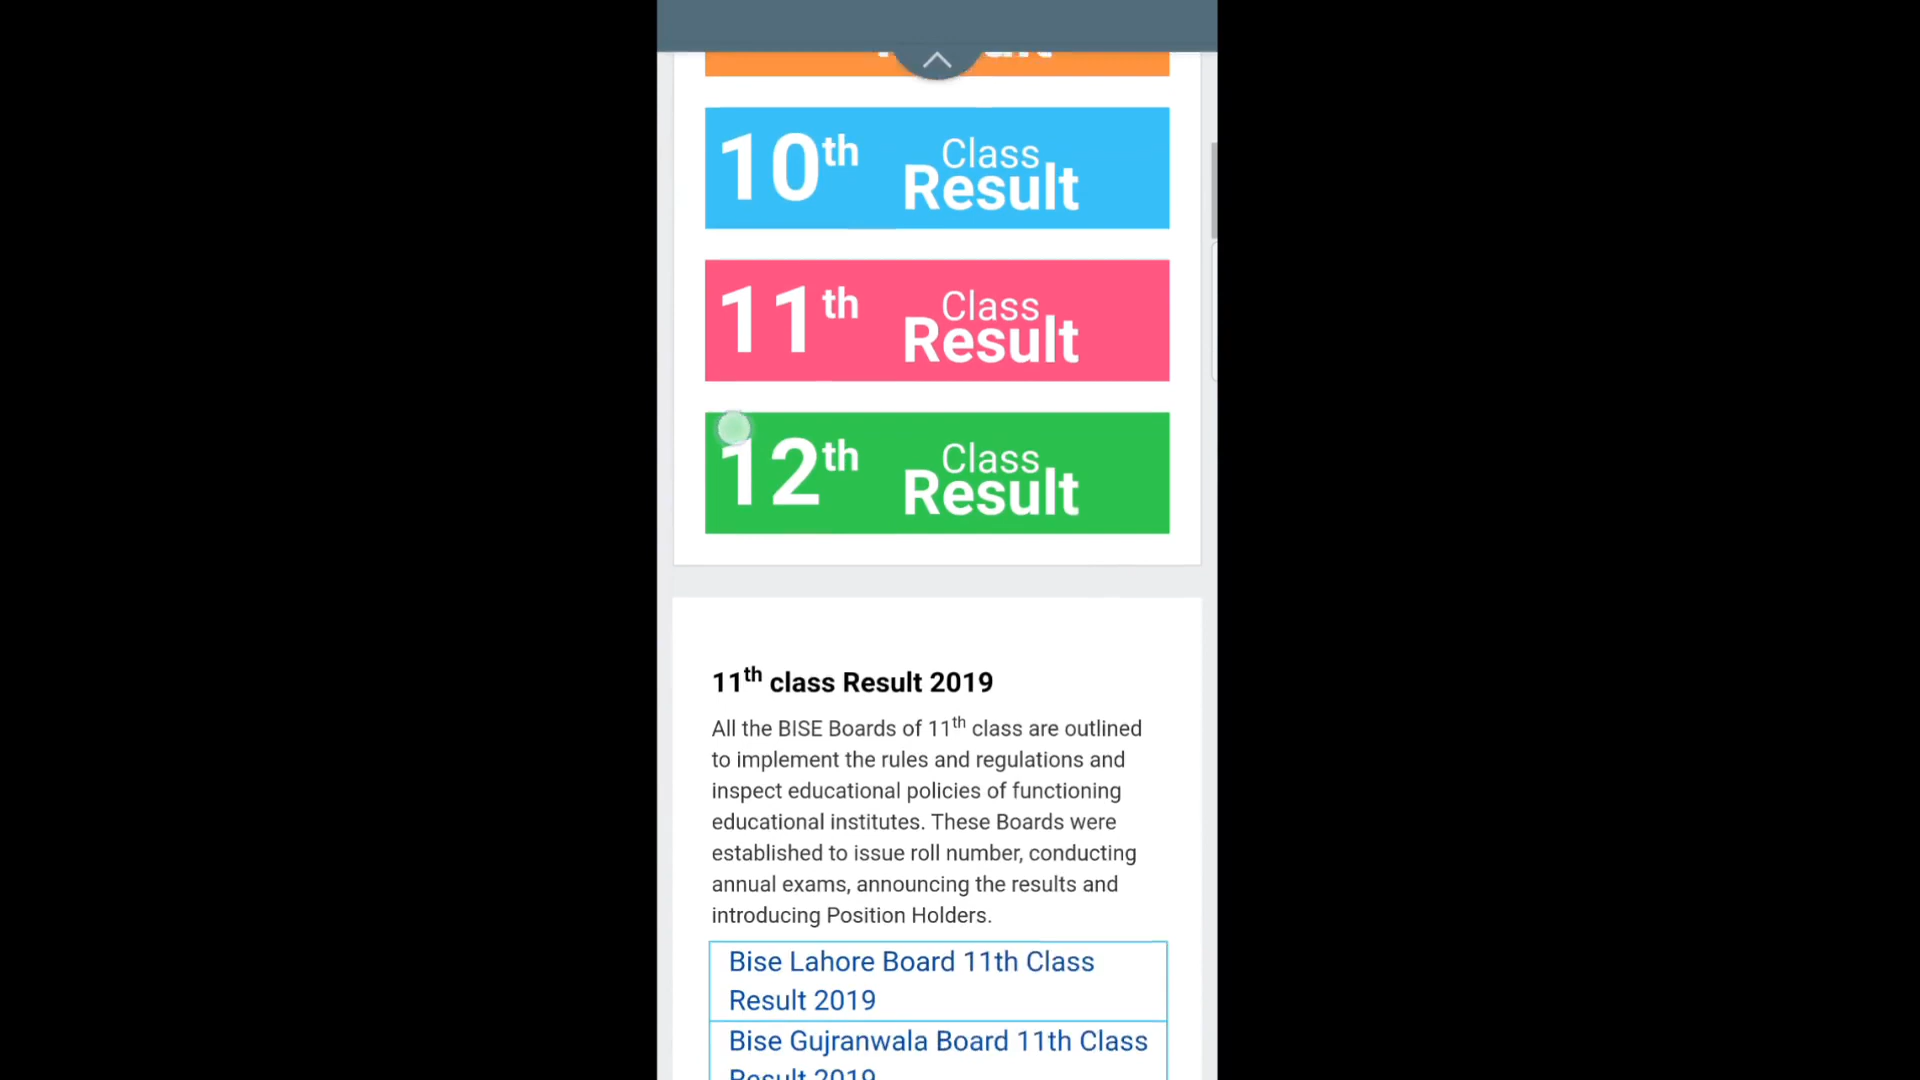 10th Class
Result
11th Class
Result
12th Class
Result
11th class Result 2019
All the BISE Boards of 11th class are outlined
to implement the rules and regulations and
inspect educational policies of functioning
educational institutes. These Boards were
established to issue roll number, conducting
annual exams, announcing the results and
introducing Position Holders.
Bise Lahore Board 11th Class
Result 2019
Bise Gujranwala Board 11th Class
Result 2019